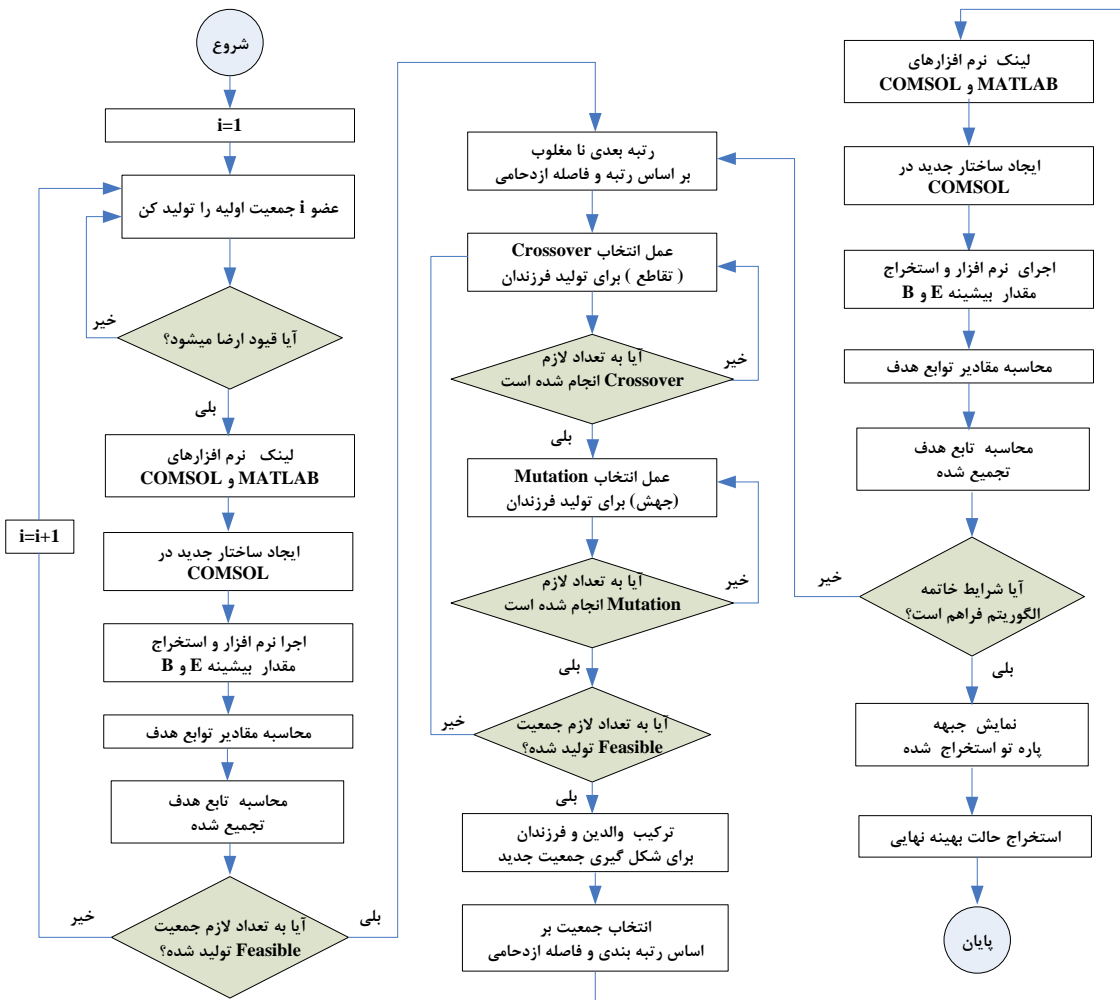 شروع
i=1
عضو i جمعیت اولیه را تولید کن
آیا قیود ارضا میشود؟
خیر
بلی
لینک نرم افزارهای
MATLAB و COMSOL
ایجاد ساختار جدید در
COMSOL
اجرا نرم افزار و استخراج
مقدار بیشینه E و B
محاسبه مقادیر توابع هدف
محاسبه تابع هدف
تجمیع شده
آیا به تعداد لازم جمعیت
Feasible تولید شده؟
خیر
i=i+1
بلی
رتبه بعدی نا مغلوب
بر اساس رتبه و فاصله ازدحامی
عمل انتخاب Crossover
( تقاطع ) برای تولید فرزندان
آیا به تعداد لازم
Crossover انجام شده است
خیر
بلی
عمل انتخاب Mutation
(جهش) برای تولید فرزندان
آیا به تعداد لازم
Mutation انجام شده است
خیر
بلی
آیا به تعداد لازم جمعیت
Feasible تولید شده؟
خیر
بلی
ترکیب والدین و فرزندان
برای شکل گیری جمعیت جدید
انتخاب جمعیت بر
اساس رتبه بندی و فاصله ازدحامی
لینک نرم افزارهای
MATLAB و COMSOL
ایجاد ساختار جدید در
COMSOL
اجرای نرم افزار و استخراج
مقدار بیشینه E و B
محاسبه مقادیر توابع هدف
محاسبه تابع هدف
تجمیع شده
آیا شرایط خاتمه
الگوریتم فراهم است؟
خیر
بلی
نمایش جبهه
پاره تو استخراج شده
استخراج حالت بهینه نهایی
پایان